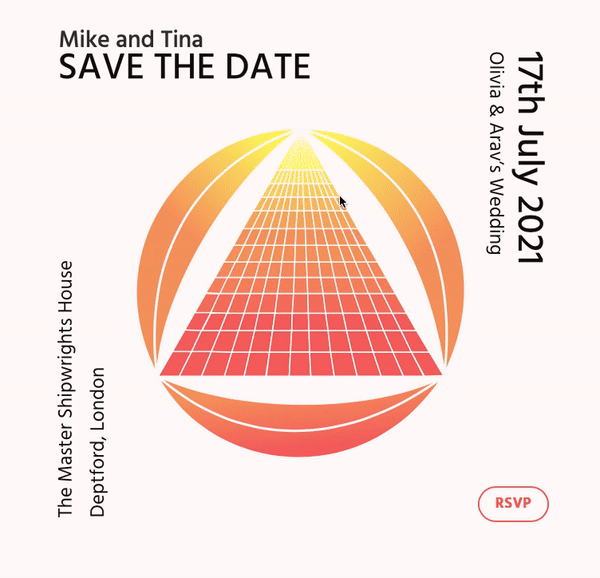 Mike and Tina
SAVE THE DATE
17th July 2021
Olivia & Arav's Wedding
The Master Shipwrights House
Deptford, London
RSVP